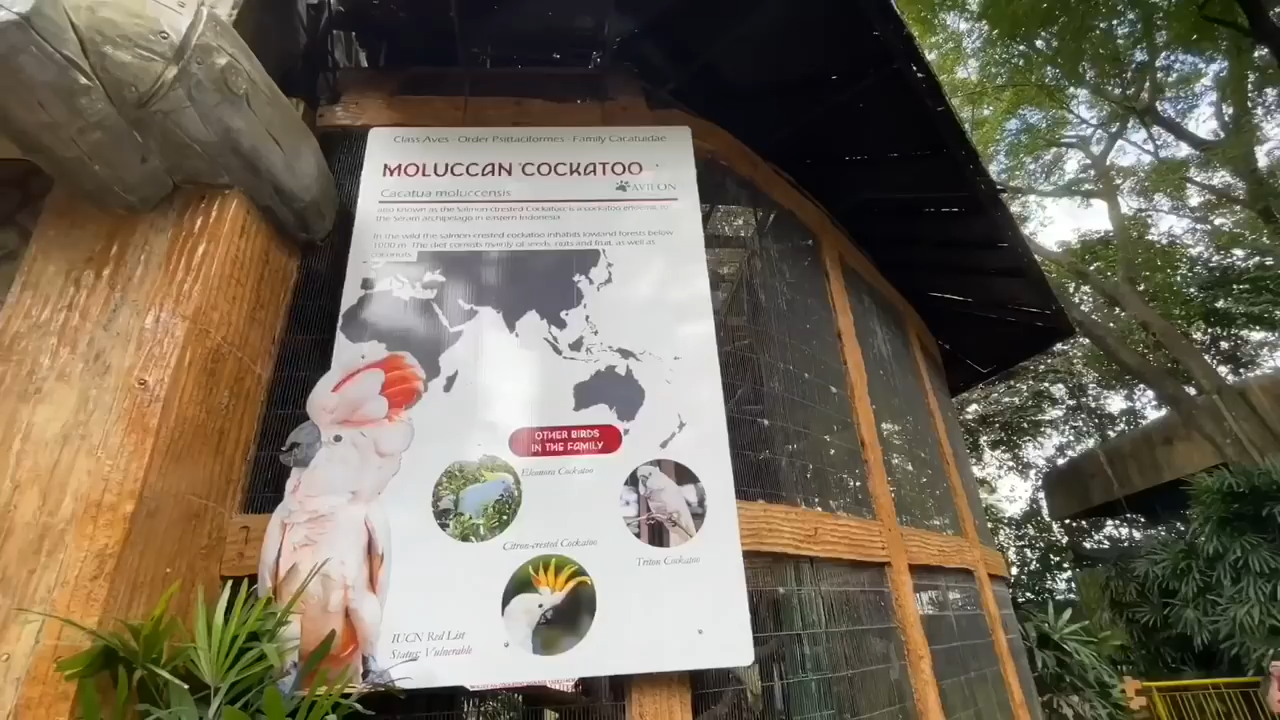 Class Aves - Order Psittaciformes - Family Cacatuidae
MOLUCCAN COCKATOO
Cacatua moluccensis
AVILON
also known as the Salmon-crested Cockatoo, is a cockatoo endemic to
the Seram archipelago in eastern Indonesia.
In the wild the salmon-crested cockatoo inhabits lowland forests below
1000 m. The diet consists mainly of seeds, nuts and fruit, as well as
coconuts.
OTHER BIRDS
IN THE FAMILY
Eleonora Cockatoo
Citron-crested Cockatoo
Triton Cockatoo
IUCN Red List
Status: Vulnerable
MOLUCCAN COCKATOO